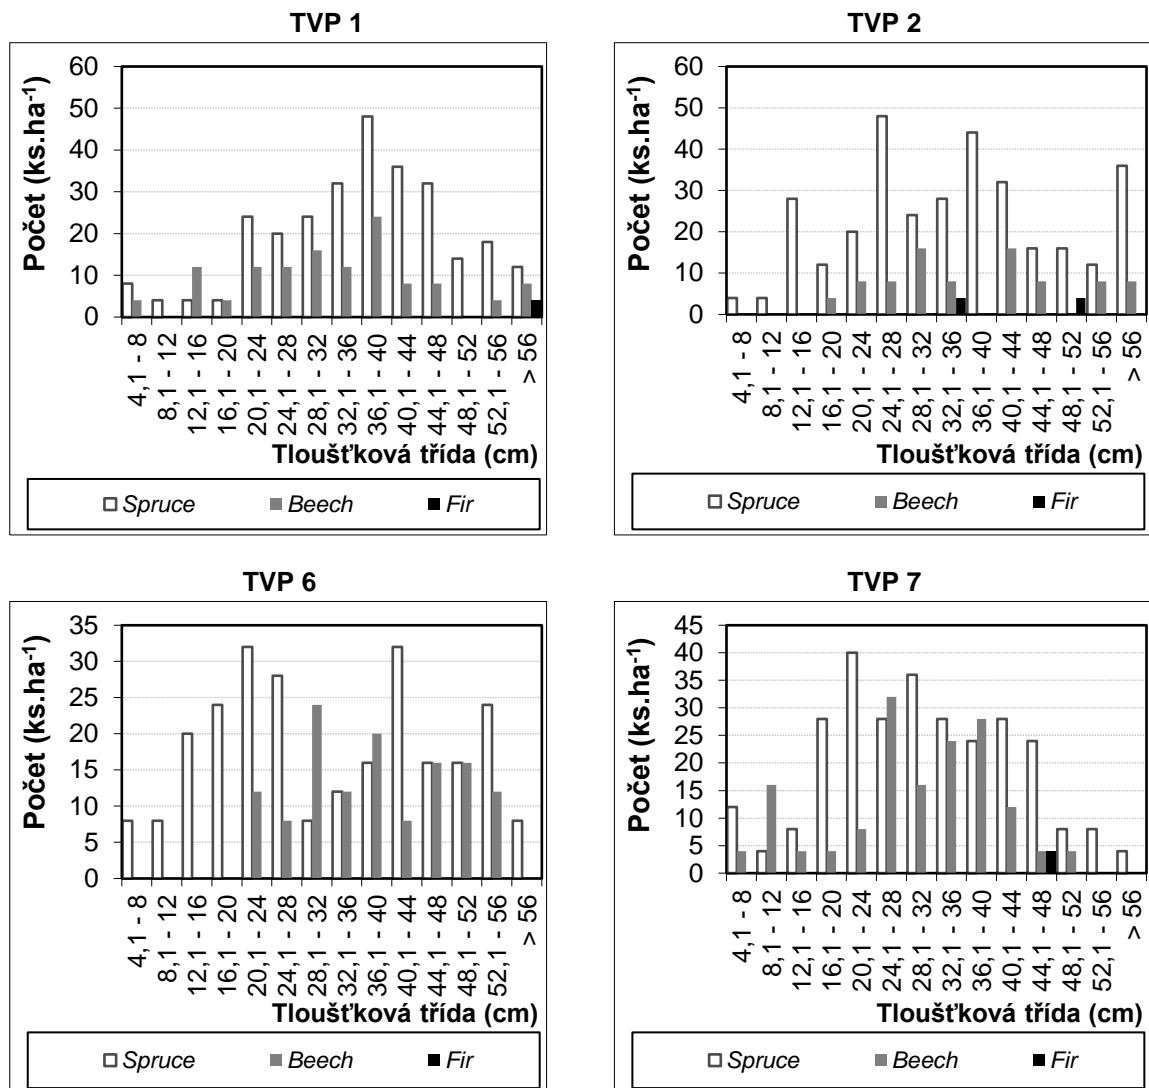 TVP 1
Počet (ks.ha⁻¹)
60
50
40
30
20
10
0
4,1 - 8
8,1 - 12
12,1 - 16
16,1 - 20
20,1 - 24
24,1 - 28
28,1 - 32
32,1 - 36
36,1 - 40
40,1 - 44
44,1 - 48
48,1 - 52
52,1 - 56
> 56
Tloušťková třída (cm)
Spruce Beech Fir
TVP 2
Počet (ks.ha⁻¹)
60
50
40
30
20
10
0
4,1 - 8
8,1 - 12
12,1 - 16
16,1 - 20
20,1 - 24
24,1 - 28
28,1 - 32
32,1 - 36
36,1 - 40
40,1 - 44
44,1 - 48
48,1 - 52
52,1 - 56
> 56
Tloušťková třída (cm)
Spruce Beech Fir
TVP 6
Počet (ks.ha⁻¹)
35
30
25
20
15
10
5
0
4,1 - 8
8,1 - 12
12,1 - 16
16,1 - 20
20,1 - 24
24,1 - 28
28,1 - 32
32,1 - 36
36,1 - 40
40,1 - 44
44,1 - 48
48,1 - 52
52,1 - 56
> 56
Tloušťková třída (cm)
Spruce Beech Fir
TVP 7
Počet (ks.ha⁻¹)
45
40
35
30
25
20
15
10
5
0
4,1 - 8
8,1 - 12
12,1 - 16
16,1 - 20
20,1 - 24
24,1 - 28
28,1 - 32
32,1 - 36
36,1 - 40
40,1 - 44
44,1 - 48
48,1 - 52
52,1 - 56
> 56
Tloušťková třída (cm)
Spruce Beech Fir